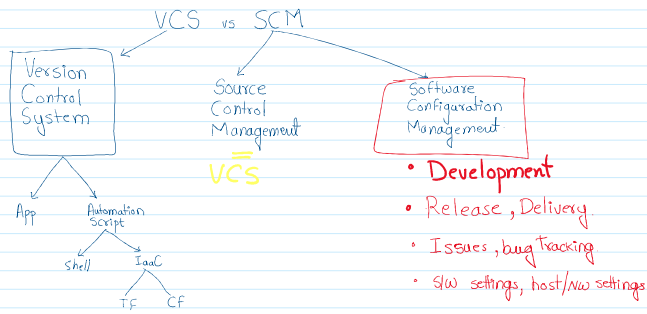 VCS vs SCM
Version
Control
System
Source
Control
Management
VCS
Software
Configuration
Management
• Development
• Release, Delivery.
• Issues, bug Tracking.
• S/W settings, host/NW settings
App
Automation
Script
Shell
IaaC
TF
CF